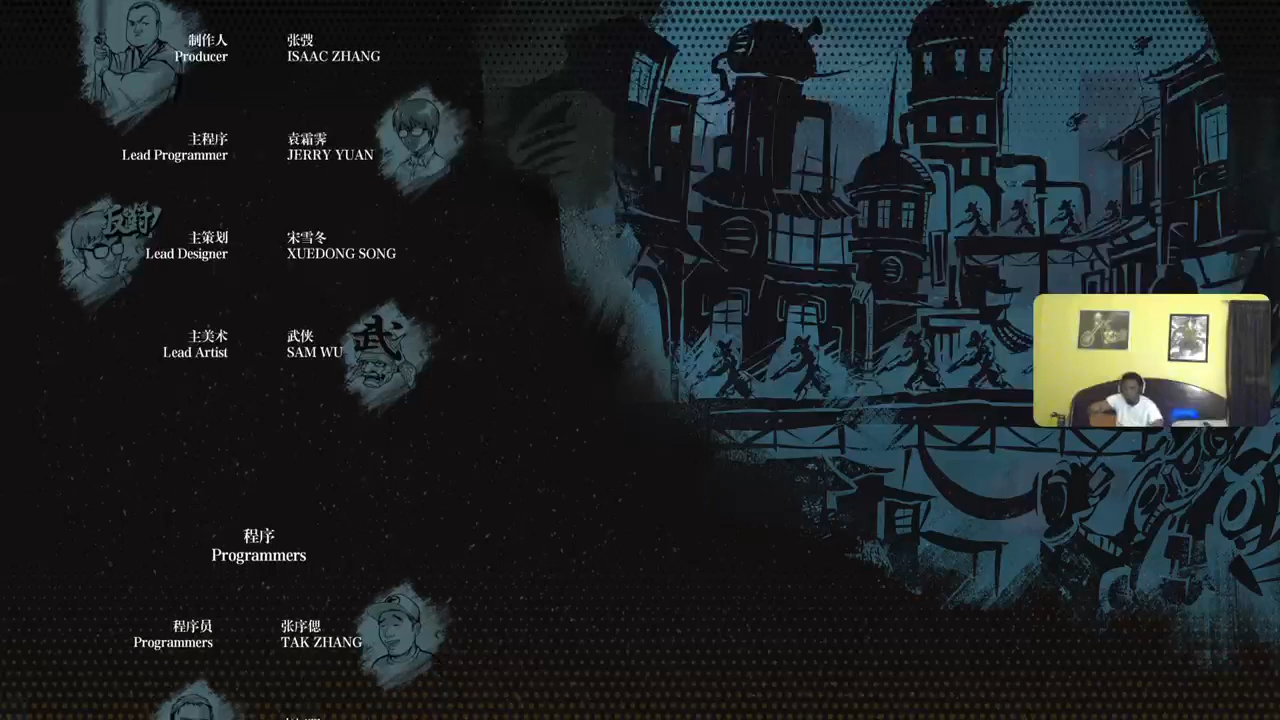 制作人
Producer
张弢
ISAAC ZHANG
主程序
Lead Programmer
袁霜霁
JERRY YUAN
反对!
主策划
Lead Designer
宋雪冬
XUEDONG SONG
主美术
Lead Artist
武侠
SAM WU
武
程序
Programmers
程序员
Programmers
张序偲
TAK ZHANG